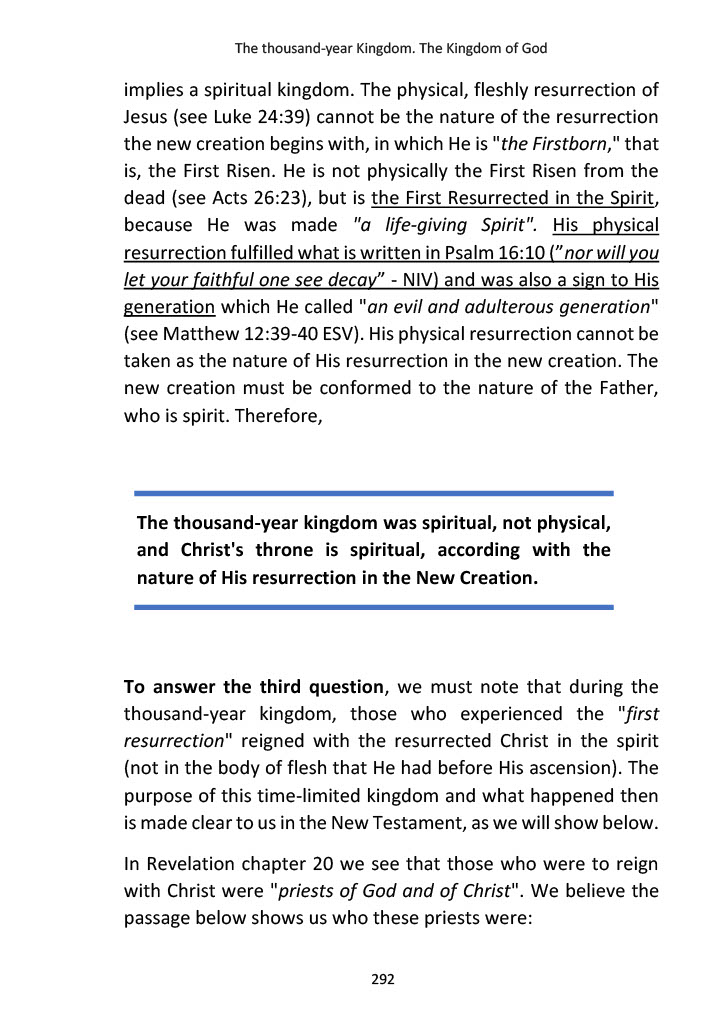 The thousand-year Kingdom. The Kingdom of God
implies a spiritual kingdom. The physical, fleshly resurrection of
Jesus (see Luke 24:39) cannot be the nature of the resurrection
the new creation begins with, in which He is "the Firstborn," that
is, the First Risen. He is not physically the First Risen from the
dead (see Acts 26:23), but is the First Resurrected in the Spirit,
because He was made "a life-giving Spirit". His physical
resurrection fulfilled what is written in Psalm 16:10 (”nor will you
let your faithful one see decay” - NIV) and was also a sign to His
generation which He called "an evil and adulterous generation"
(see Matthew 12:39-40 ESV). His physical resurrection cannot be
taken as the nature of His resurrection in the new creation. The
new creation must be conformed to the nature of the Father,
who is spirit. Therefore,
The thousand-year kingdom was spiritual, not physical,
and Christ's throne is spiritual, according with the
nature of His resurrection in the New Creation.
To answer the third question, we must note that during the
thousand-year kingdom, those who experienced the "first
resurrection" reigned with the resurrected Christ in the spirit
(not in the body of flesh that He had before His ascension). The
purpose of this time-limited kingdom and what happened then
is made clear to us in the New Testament, as we will show below.
In Revelation chapter 20 we see that those who were to reign
with Christ were "priests of God and of Christ". We believe the
passage below shows us who these priests were:
292